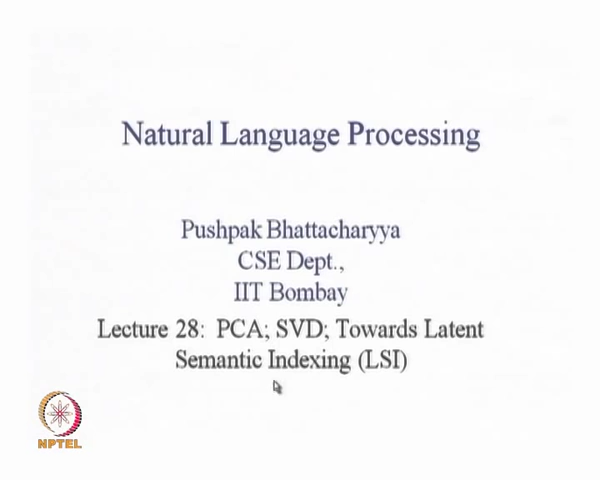 Natural Language Processing
Pushpak Bhattacharyya
CSE Dept.,
IIT Bombay
Lecture 28: PCA; SVD; Towards Latent
Semantic Indexing (LSI)
NPTEL